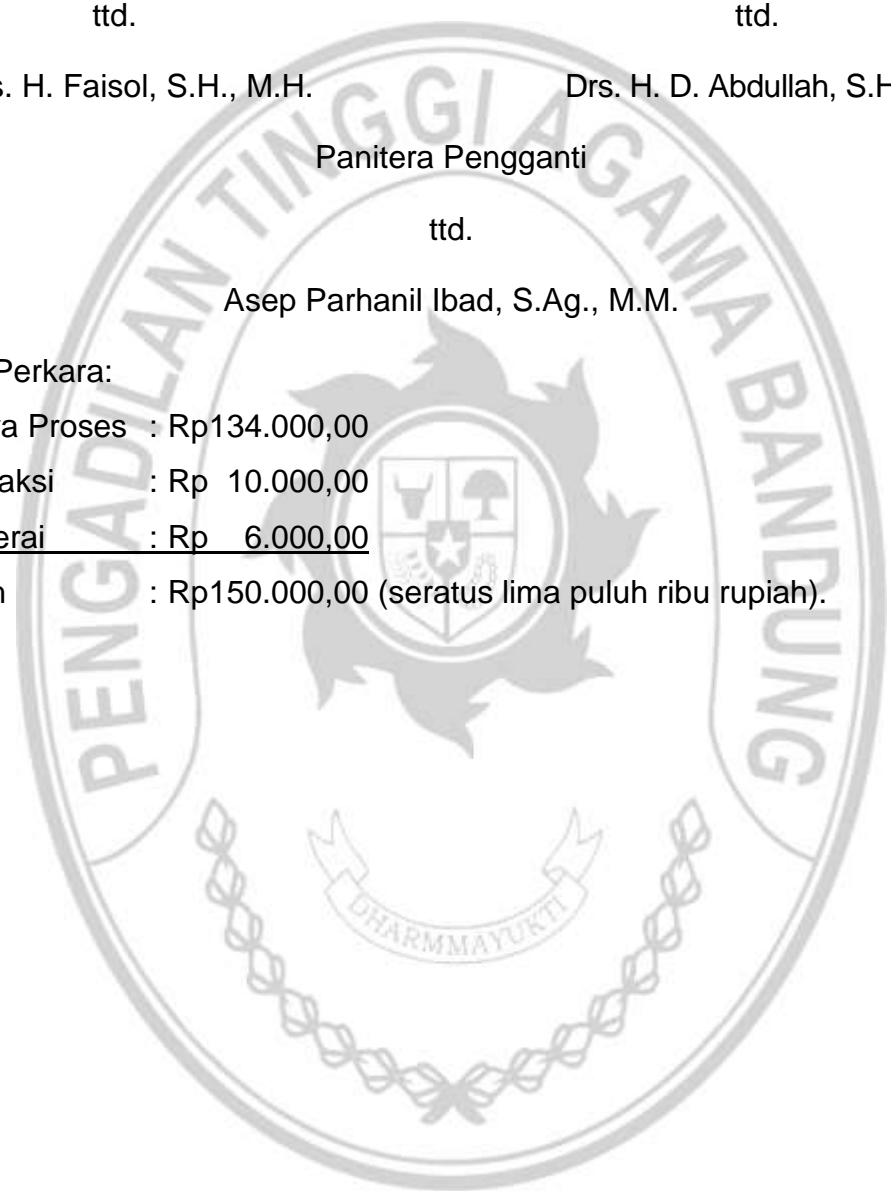 ttd. ttd.
s. H. Faisol, S.H., M.H. Drs. H. D. Abdullah, S.H
Panitera Pengganti
ttd.
Asep Parhanil Ibad, S.Ag., M.M.
Perkara:
a Proses : Rp134.000,00
aksi : Rp 10.000,00
erai : Rp 6.000,00
n : Rp150.000,00 (seratus lima puluh ribu rupiah).
PENGADILAN TINGGI AGAMA BANDUNG
DHARMMAYUKTI